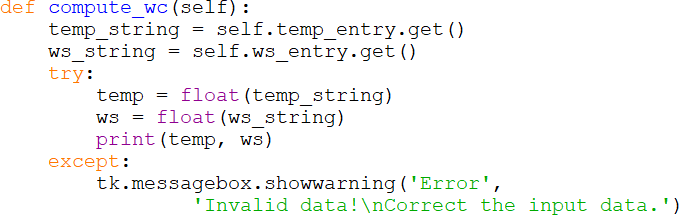 def compute_wc(self):
    temp_string = self.temp_entry.get()
    ws_string = self.ws_entry.get()
    try:
        temp = float(temp_string)
        ws = float(ws_string)
        print(temp, ws)
    except:
        tk.messagebox.showwarning('Error',
                'Invalid data!\nCorrect the input data.')